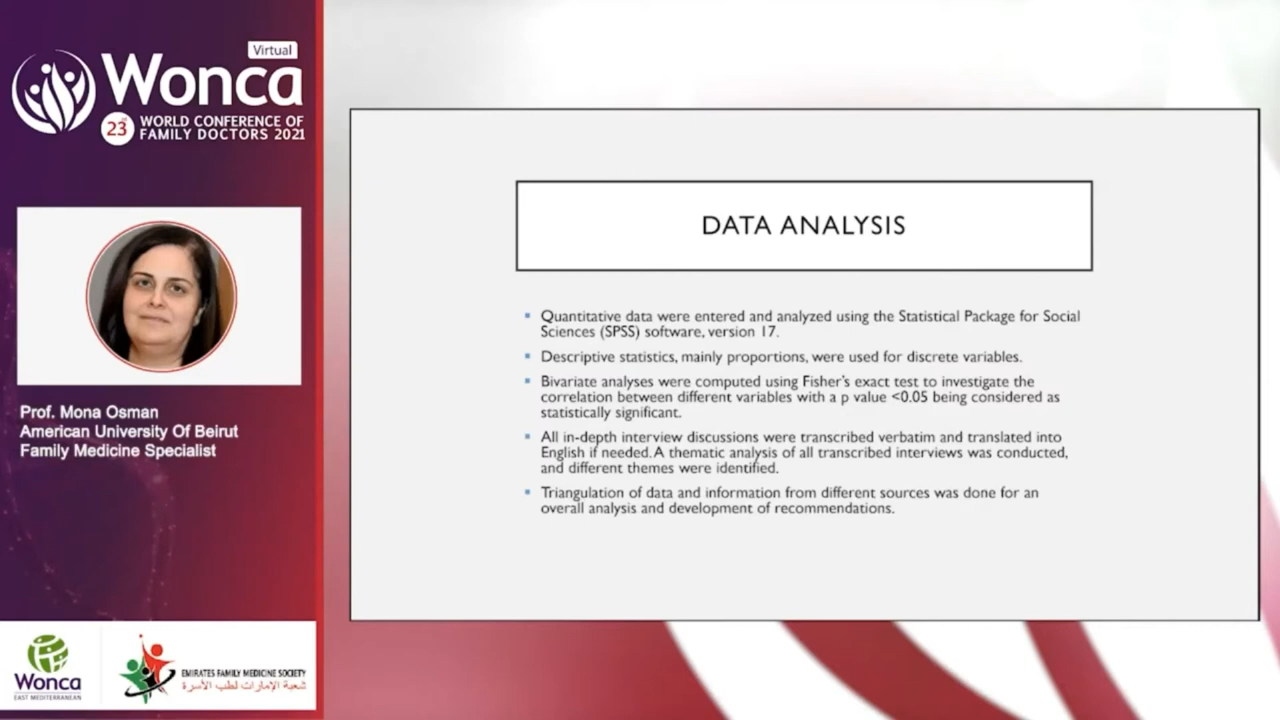 Virtual
Wonca
23rd WORLD CONFERENCE OF
FAMILY DOCTORS 2021
Prof. Mona Osman
American University Of Beirut
Family Medicine Specialist
Wonca
EAST MEDITERRANEAN
EMIRATES FAMILY MEDICINE SOCIETY
شعبة الإمارات لطب الأسرة
DATA ANALYSIS
Quantitative data were entered and analyzed using the Statistical Package for Social
Sciences (SPSS) software, version 17.
Descriptive statistics, mainly proportions, were used for discrete variables.
Bivariate analyses were computed using Fisher's exact test to investigate the
correlation between different variables with a p value <0.05 being considered as
statistically significant.
All in-depth interview discussions were transcribed verbatim and translated into
English if needed. A thematic analysis of all transcribed interviews was conducted,
and different themes were identified.
Triangulation of data and information from different sources was done for an
overall analysis and development of recommendations.